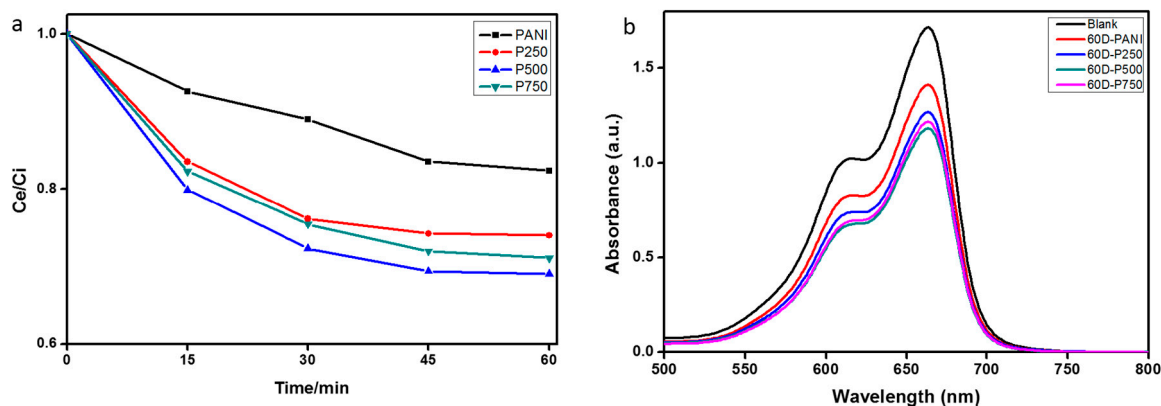 a
1.0
0.8
0.6
Ce/Ci
0
15
30
45
60
Time/min
PANI
P250
P500
P750
b
1.5
1.0
0.5
0.0
Absorbance (a.u.)
500
550
600
650
700
750
800
Wavelength (nm)
Blank
60D-PANI
60D-P250
60D-P500
60D-P750